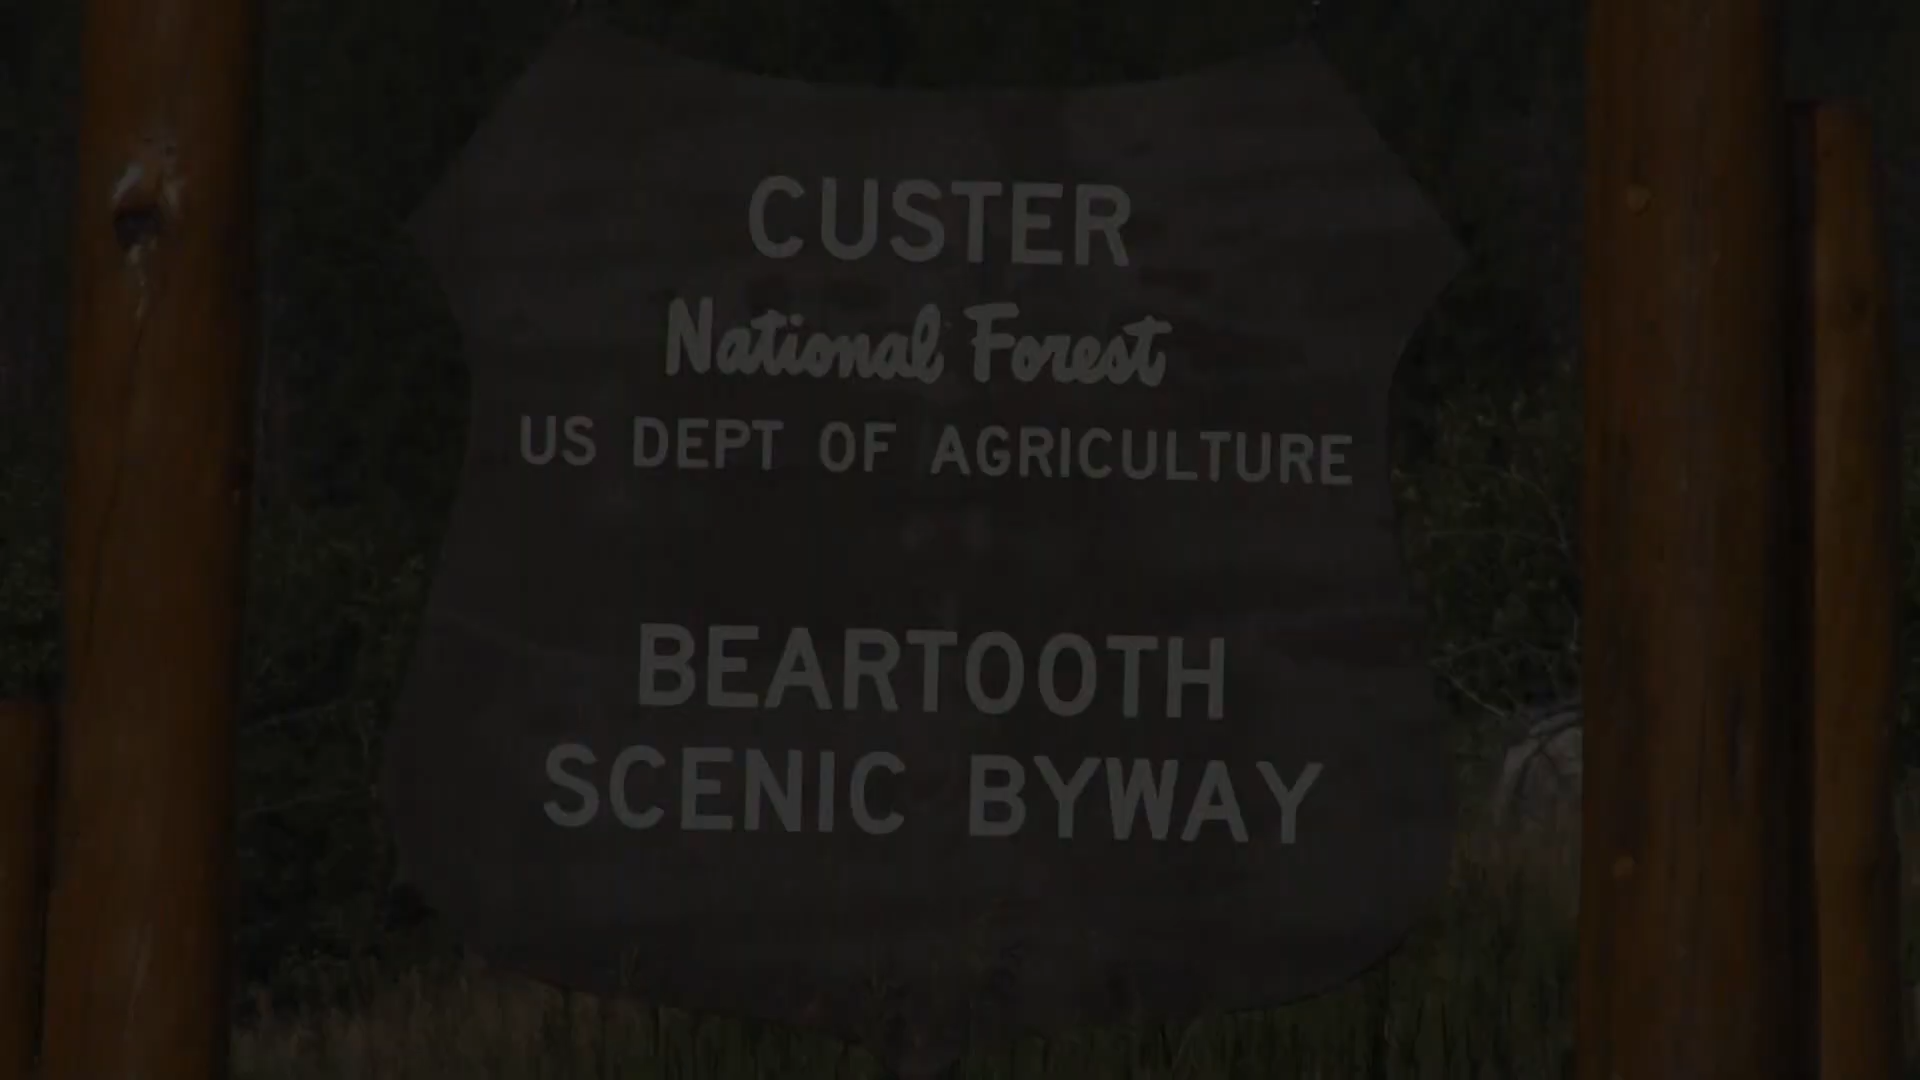 CUSTER
National Forest
US DEPT OF AGRICULTURE
BEARTOOTH
SCENIC BYWAY